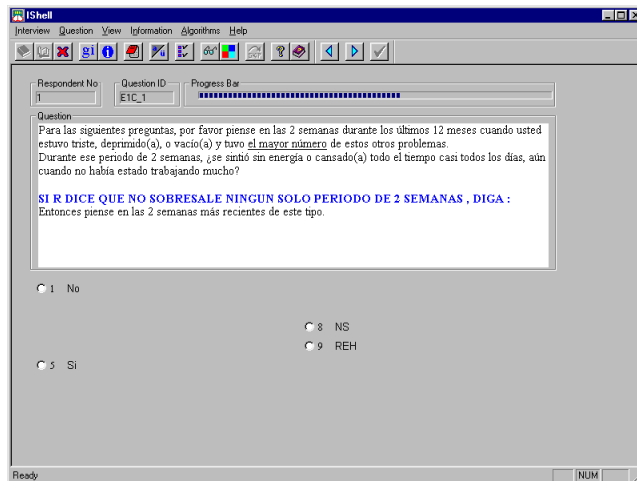 IShell
Interview Question View Information Algorithms Help
gi
Respondent No
1
Question ID
E1C_1
Progress Bar
Question
Para las siguientes preguntas, por favor piense en las 2 semanas durante los últimos 12 meses cuando usted
estuvo triste, deprimido(a), o vacío(a) y tuvo el mayor número de estos otros problemas.
Durante ese periodo de 2 semanas, ¿se sintió sin energía o cansado(a) todo el tiempo casi todos los días, aún
cuando no había estado trabajando mucho?
SI R DICE QUE NO SOBRESALE NINGUN SOLO PERIODO DE 2 SEMANAS , DIGA :
Entonces piense en las 2 semanas más recientes de este tipo.
1 No
8 NS
9 REH
5 Si
Ready
NUM